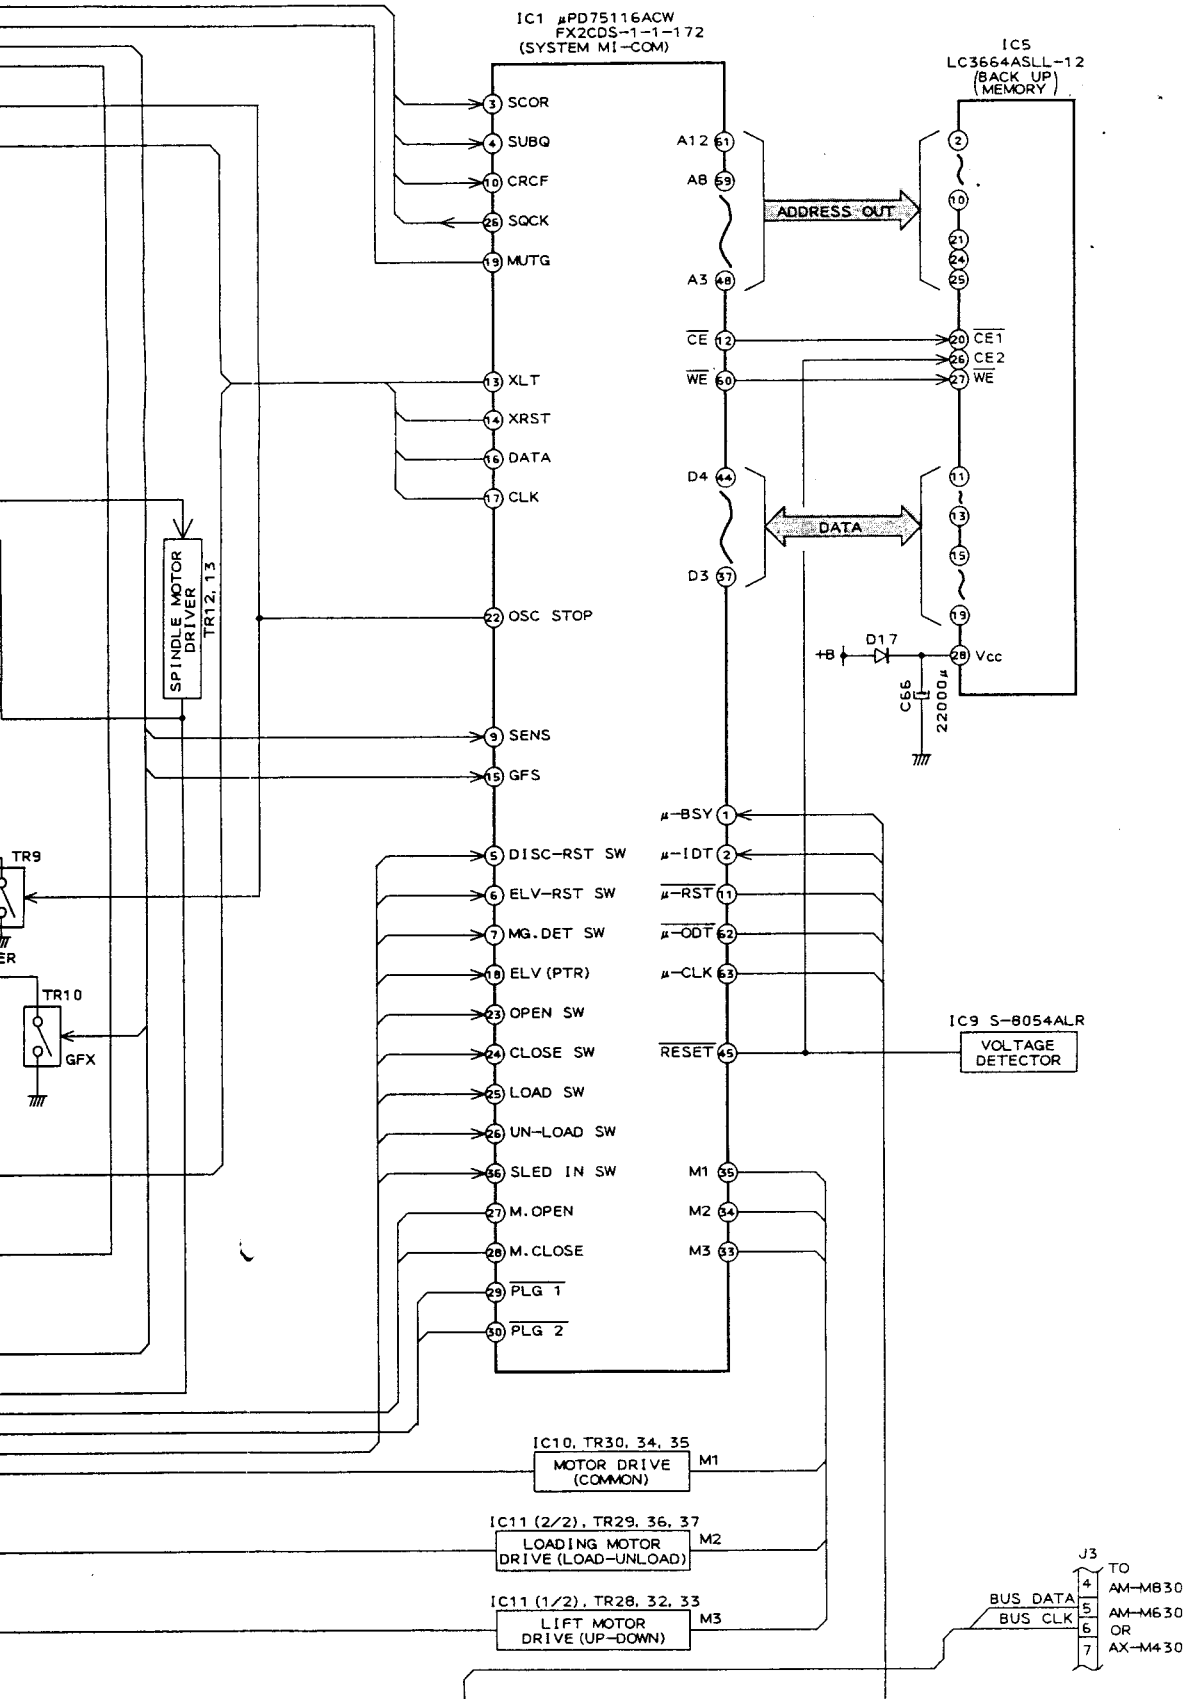 IC1 μPD75116ACW
FX2CDS-1-1-172
(SYSTEM MI-COM)
IC5
LC3664ASLL-12
(BACK UP
MEMORY)
3 SCOR
4 SUBQ
10 CRCF
26 SQCK
19 MUTG
13 XLT
14 XRST
16 DATA
17 CLK
22 OSC STOP
9 SENS
15 GFS
5 DISC-RST SW
6 ELV-RST SW
7 MG.DET SW
18 ELV(PTR)
23 OPEN SW
24 CLOSE SW
25 LOAD SW
26 UN-LOAD SW
36 SLED IN SW
27 M.OPEN
28 M.CLOSE
29 PLG 1
30 PLG 2
A12 61
A8 59
A3 48
CE 12
WE 60
D4 44
D3 37
μ-BSY 1
μ-IDT 2
μ-RST 11
μ-ODT 62
μ-CLK 63
RESET 45
M1 35
M2 34
M3 33
ADDRESS OUT
DATA
2
10
21
24
25
20 CE1
26 CE2
27 WE
11
13
15
19
28 Vcc
+B
D17
C66
22000μ
SPINDLE MOTOR
DRIVER
TR12, 13
TR9
ER
TR10
GFX
IC9 S-8054ALR
VOLTAGE
DETECTOR
IC10, TR30, 34, 35
MOTOR DRIVE
(COMMON)
M1
IC11 (2/2), TR29, 36, 37
LOADING MOTOR
DRIVE (LOAD-UNLOAD)
M2
IC11 (1/2), TR28, 32, 33
LIFT MOTOR
DRIVE (UP-DOWN)
M3
J3
4
5
6
7
BUS DATA
BUS CLK
TO
AM-M830
AM-M630
OR
AX-M430